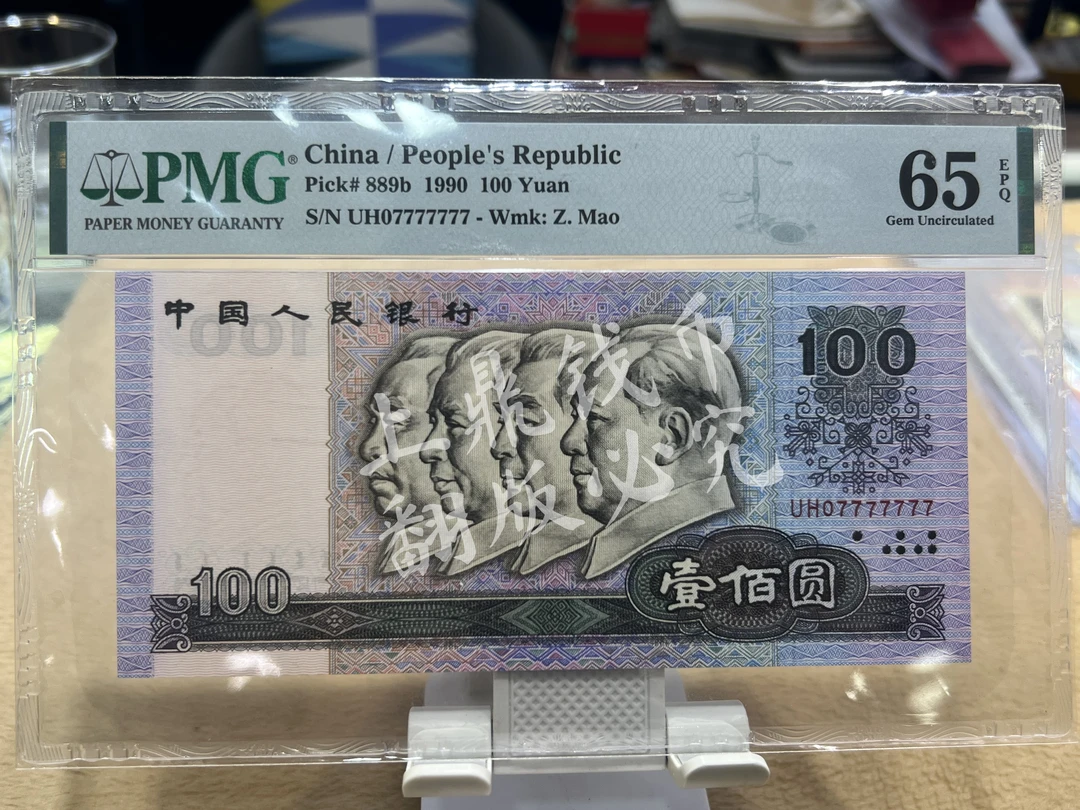 PMG®
PAPER MONEY GUARANTY
China / People's Republic
Pick# 889b 1990 100 Yuan
S/N UH07777777 - Wmk: Z. Mao
65
EPQ
Gem Uncirculated
中国人民银行
100
100
UH07777777
上鼎钱币
翻版必究
100
壹佰圆